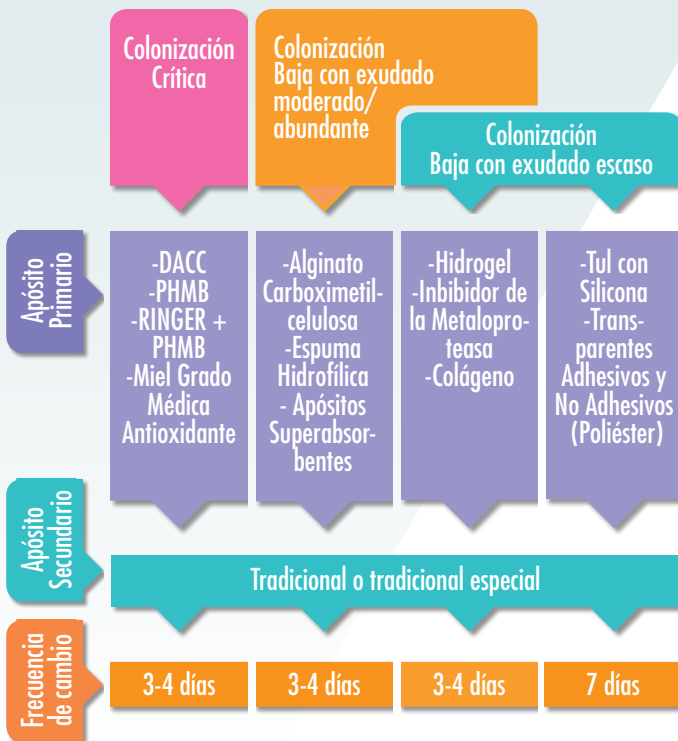 Colonización
Crítica
Colonización
Baja con exudado
moderado/
abundante
Colonización
Baja con exudado escaso
Apósito
Primario
-DACC
-PHMB
-RINGER +
PHMB
-Miel Grado
Médica
Antioxidante
-Alginato
Carboximetil-
celulosa
-Espuma
Hidrofílica
- Apósitos
Superabsor-
bentes
-Hidrogel
-Inbibidor de
la Metalopro-
teasa
-Colágeno
-Tul con
Silicona
-Trans-
parentes
Adhesivos y
No Adhesivos
(Poliéster)
Apósito
Secundario
Tradicional o tradicional especial
Frecuencia
de cambio
3-4 días
3-4 días
3-4 días
7 días